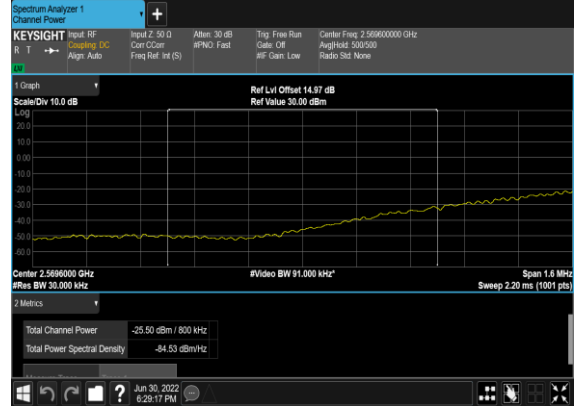 Spectrum Analyzer 1
Channel Power
+
KEYSIGHT
R T
Input: RF
Coupling: DC
Align: Auto
Input Z: 50 Ω
Corr CCorr
Freq Ref: Int (S)
Atten: 30 dB
#PNO: Fast
Trig: Free Run
Gate: Off
#IF Gain: Low
Center Freq: 2.569600000 GHz
Avg|Hold: 500/500
Radio Std: None
1 Graph
Scale/Div 10.0 dB
Ref Lvl Offset 14.97 dB
Ref Value 30.00 dBm
Log
20.0
10.0
0.00
-10.0
-20.0
-30.0
-40.0
-50.0
-60.0
Center 2.5696000 GHz
#Res BW 30.000 kHz
#Video BW 91.000 kHz*
Span 1.6 MHz
Sweep 2.20 ms (1001 pts)
2 Metrics
Total Channel Power -25.50 dBm / 800 kHz
Total Power Spectral Density -84.53 dBm/Hz
?
Jun 30, 2022
6:29:17 PM